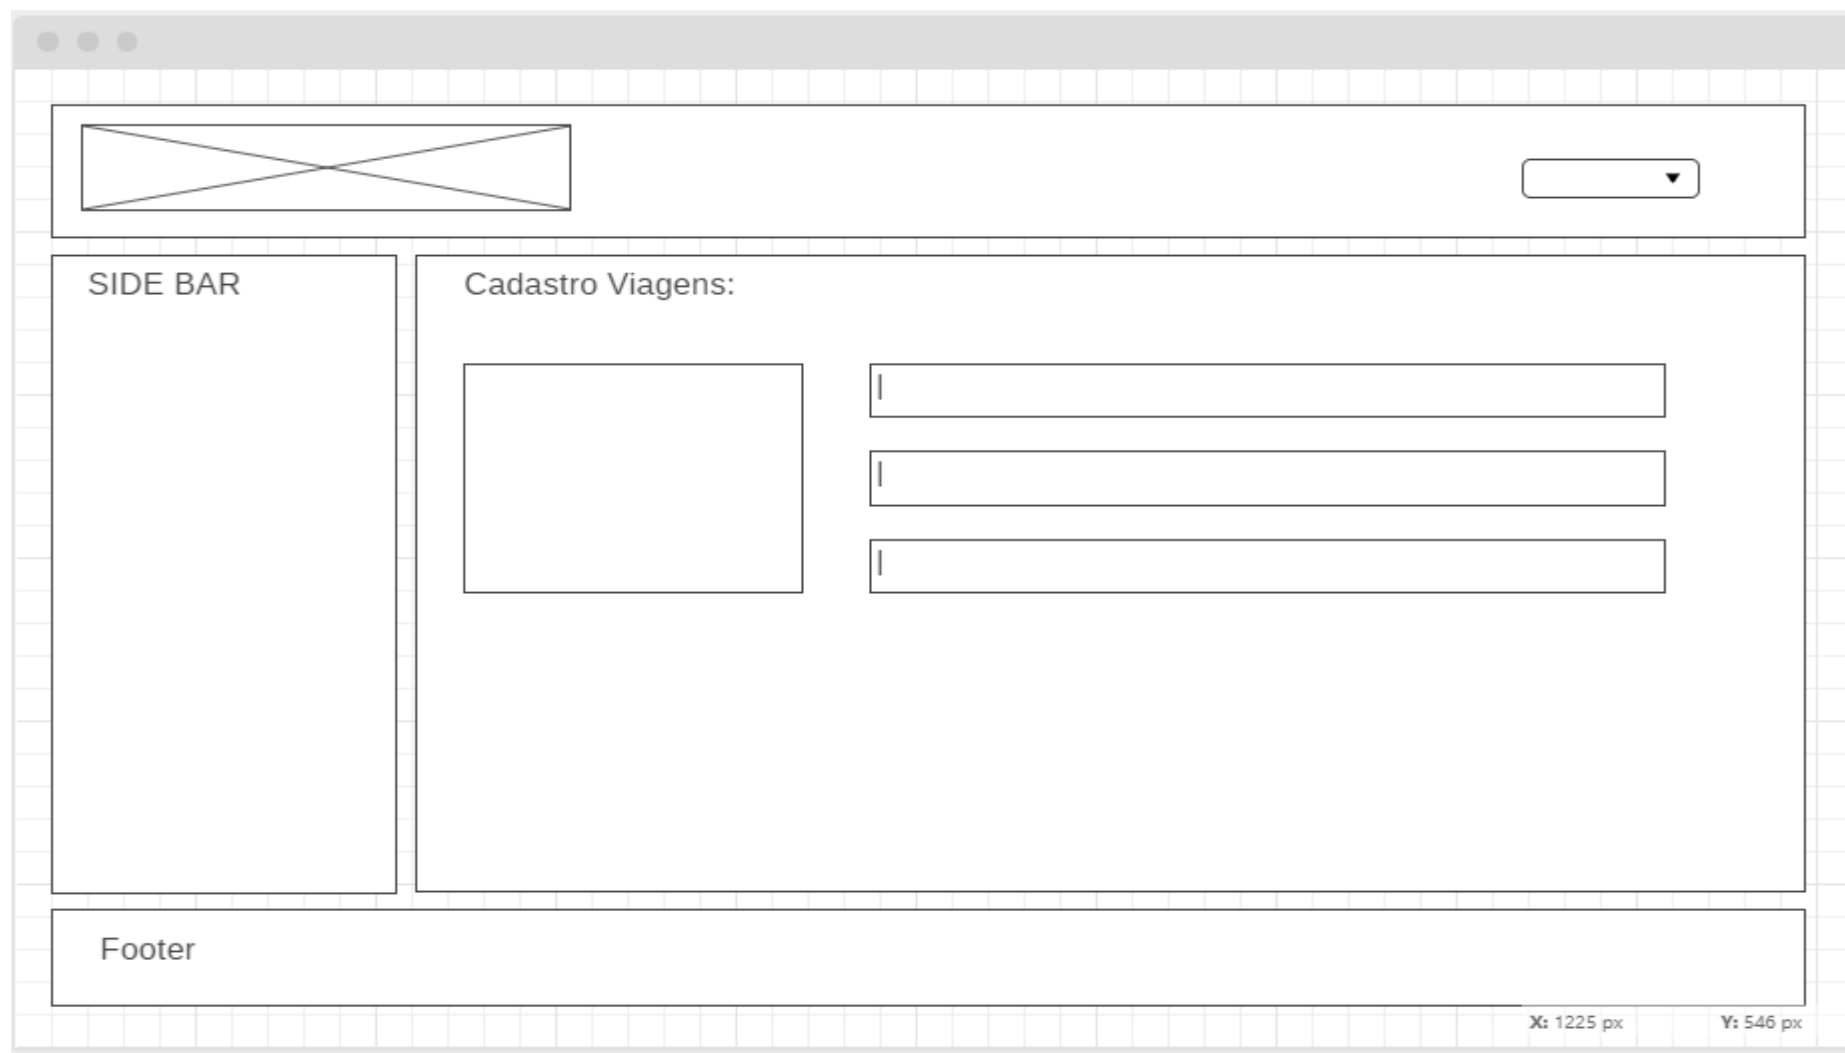 SIDE BAR
Cadastro Viagens:
Footer
X: 1225 px
Y: 546 px